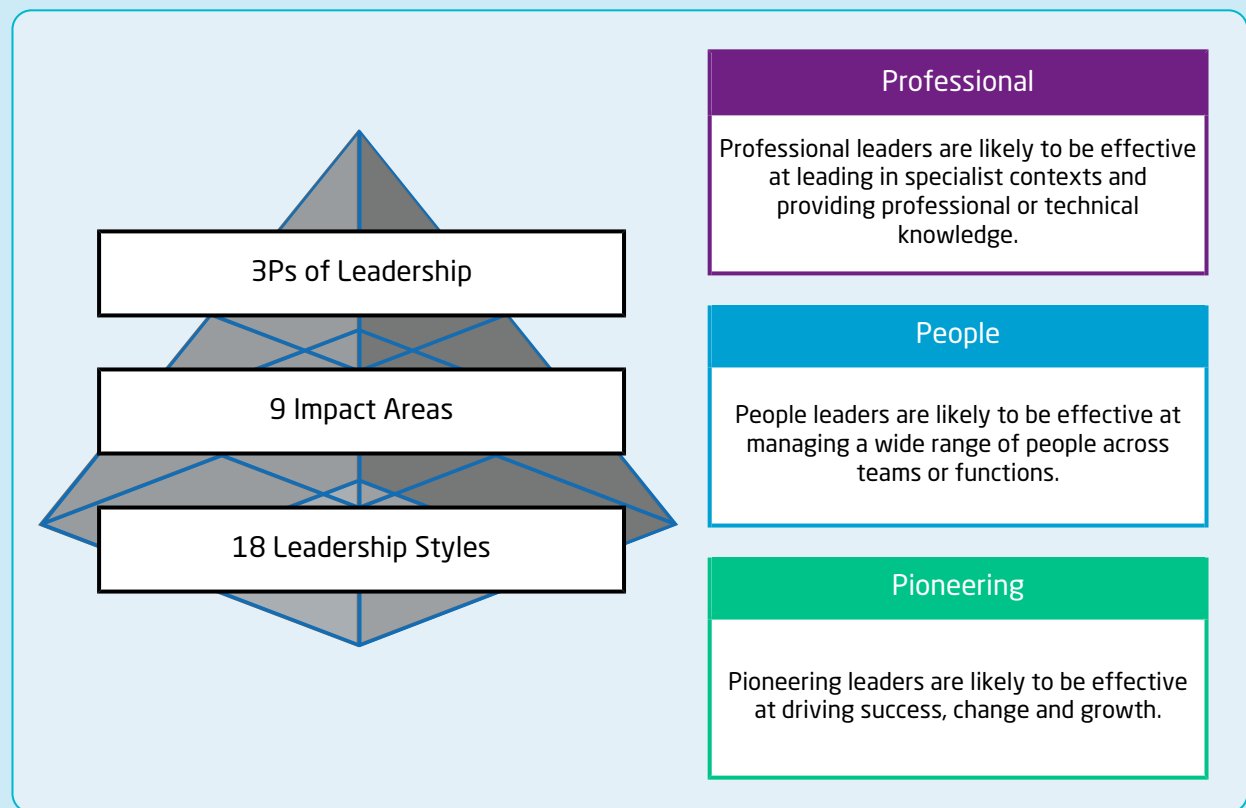 3Ps of Leadership
9 Impact Areas
18 Leadership Styles
Professional
Professional leaders are likely to be effective
at leading in specialist contexts and
providing professional or technical
knowledge.
People
People leaders are likely to be effective at
managing a wide range of people across
teams or functions.
Pioneering
Pioneering leaders are likely to be effective
at driving success, change and growth.